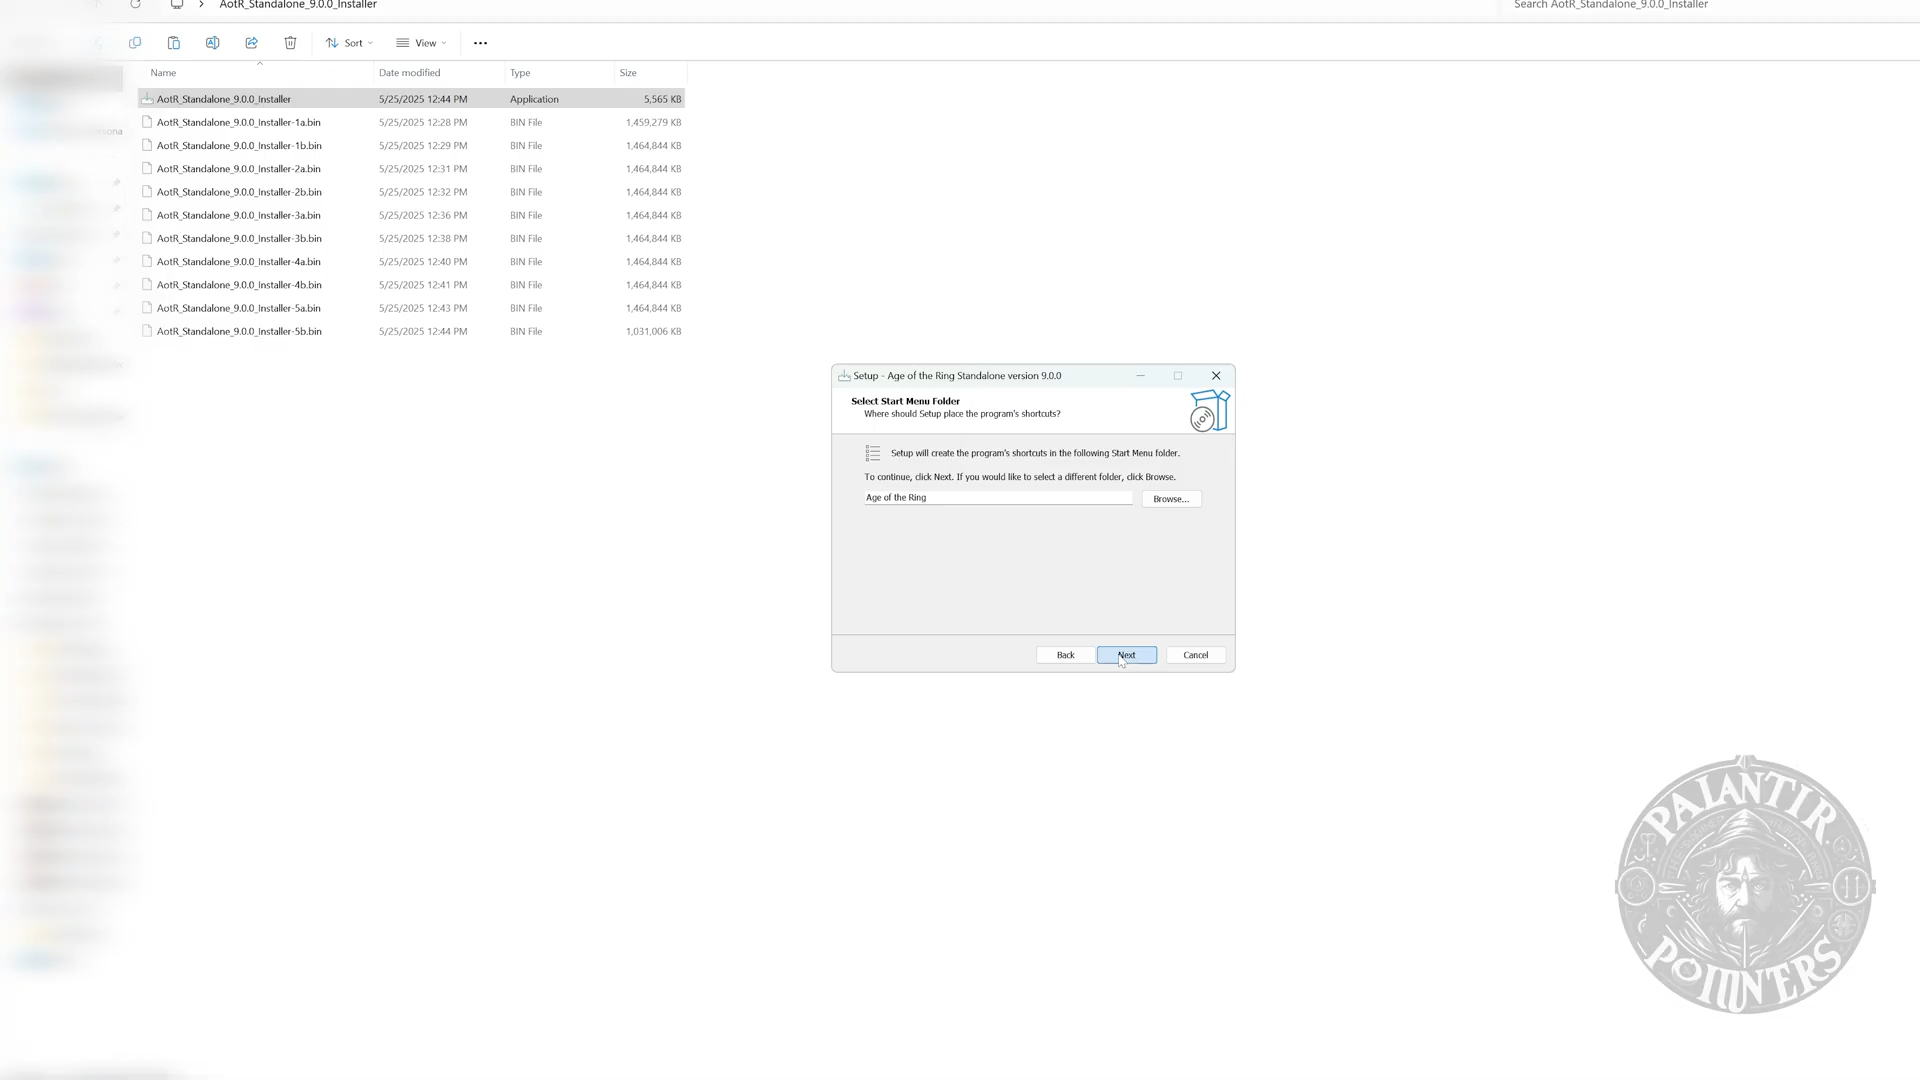 AotR_Standalone_9.0.0_Installer
Search AotR_Standalone_9.0.0_Installer
Sort
View
Name Date modified Type Size
AotR_Standalone_9.0.0_Installer 5/25/2025 12:44 PM Application 5,565 KB
AotR_Standalone_9.0.0_Installer-1a.bin 5/25/2025 12:28 PM BIN File 1,459,279 KB
AotR_Standalone_9.0.0_Installer-1b.bin 5/25/2025 12:29 PM BIN File 1,464,844 KB
AotR_Standalone_9.0.0_Installer-2a.bin 5/25/2025 12:31 PM BIN File 1,464,844 KB
AotR_Standalone_9.0.0_Installer-2b.bin 5/25/2025 12:32 PM BIN File 1,464,844 KB
AotR_Standalone_9.0.0_Installer-3a.bin 5/25/2025 12:36 PM BIN File 1,464,844 KB
AotR_Standalone_9.0.0_Installer-3b.bin 5/25/2025 12:38 PM BIN File 1,464,844 KB
AotR_Standalone_9.0.0_Installer-4a.bin 5/25/2025 12:40 PM BIN File 1,464,844 KB
AotR_Standalone_9.0.0_Installer-4b.bin 5/25/2025 12:41 PM BIN File 1,464,844 KB
AotR_Standalone_9.0.0_Installer-5a.bin 5/25/2025 12:43 PM BIN File 1,464,844 KB
AotR_Standalone_9.0.0_Installer-5b.bin 5/25/2025 12:44 PM BIN File 1,031,006 KB
Setup - Age of the Ring Standalone version 9.0.0
Select Start Menu Folder
Where should Setup place the program's shortcuts?
Setup will create the program's shortcuts in the following Start Menu folder.
To continue, click Next. If you would like to select a different folder, click Browse.
Age of the Ring
Browse...
Back
Next
Cancel
PALANTIR